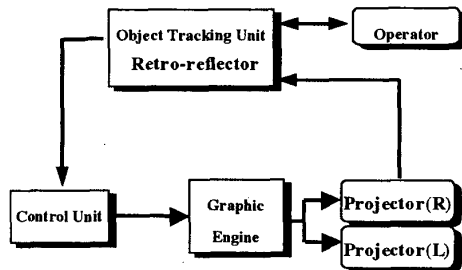 Object Tracking Unit
Retro-reflector
Operator
Control Unit
Graphic
Engine
Projector(R)
Projector(L)